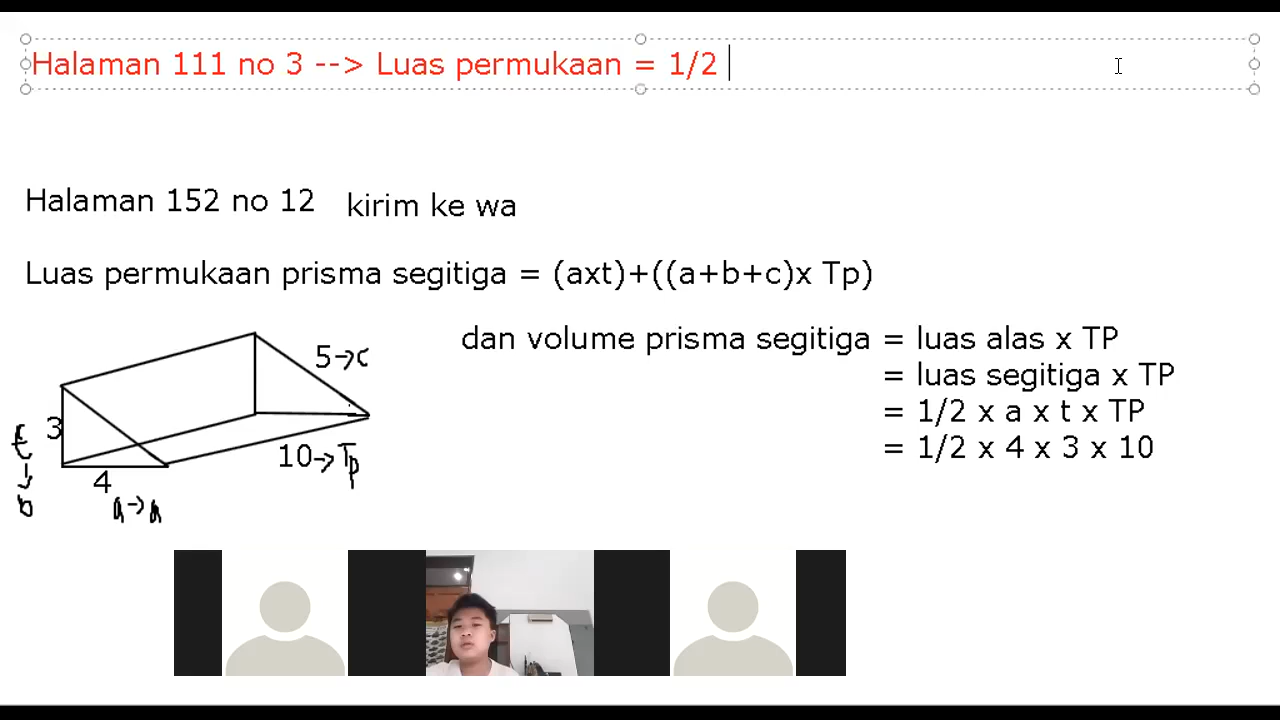 Halaman 111 no 3 --> Luas permukaan = 1/2
Halaman 152 no 12 kirim ke wa
Luas permukaan prisma segitiga = (axt)+((a+b+c)x Tp)
dan volume prisma segitiga = luas alas x TP
= luas segitiga x TP
= 1/2 x a x t x TP
= 1/2 x 4 x 3 x 10
5→c
t 3
↓
b
4
a→a
10→Tp